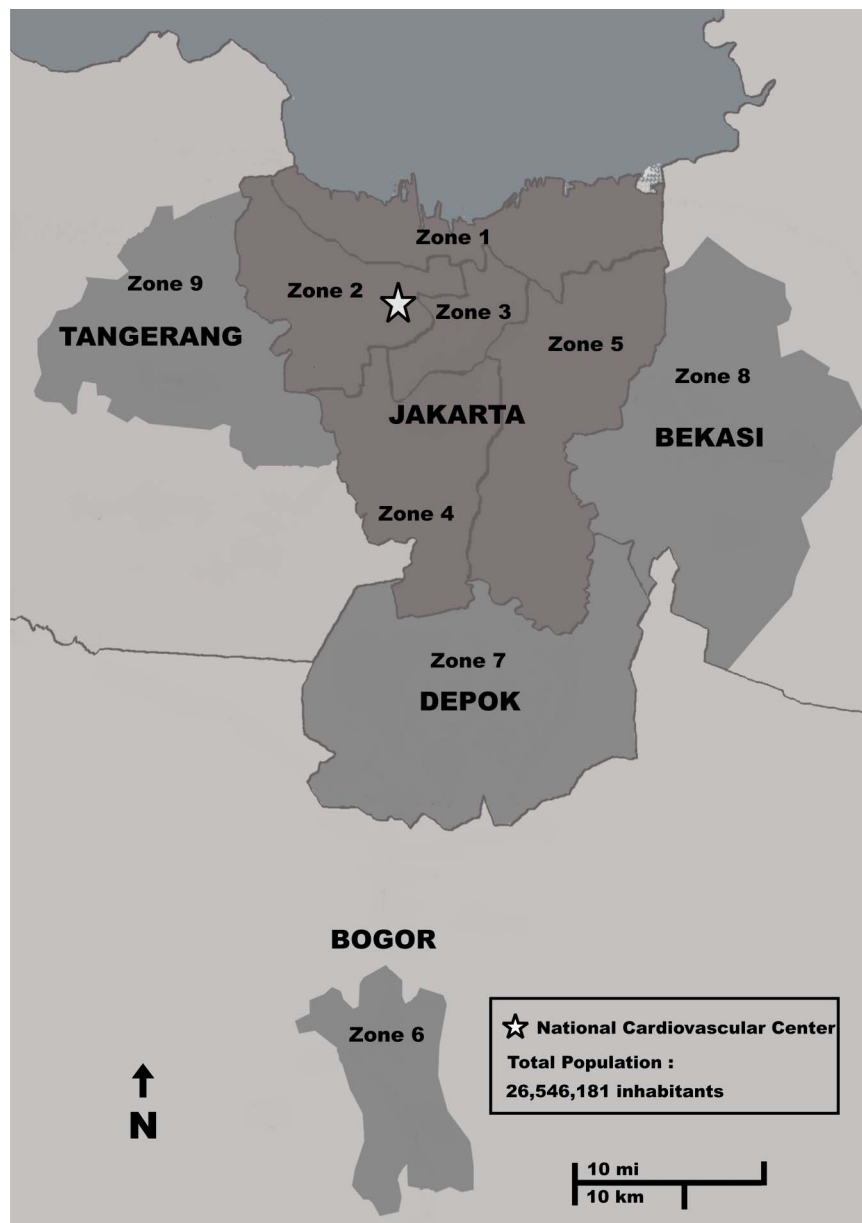 Zone 1
Zone 9
Zone 2
Zone 3
TANGERANG
Zone 5
Zone 8
JAKARTA
BEKASI
Zone 4
Zone 7
DEPOK
BOGOR
Zone 6
National Cardiovascular Center
Total Population :
26,546,181 inhabitants
N
10 mi
10 km